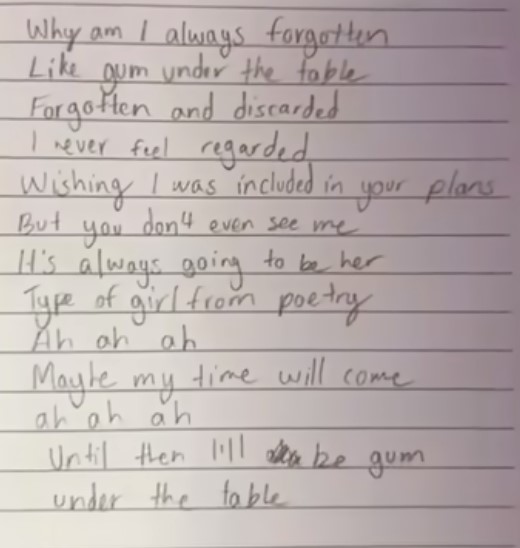 Why am I always forgotten
Like gum under the table
Forgotten and discarded
I never feel regarded
Wishing I was included in your plans
But you don't even see me
It's always going to be her
Type of girl from poetry
Ah ah ah
Maybe my time will come
ah ah ah
Until then I'll be gum
under the table